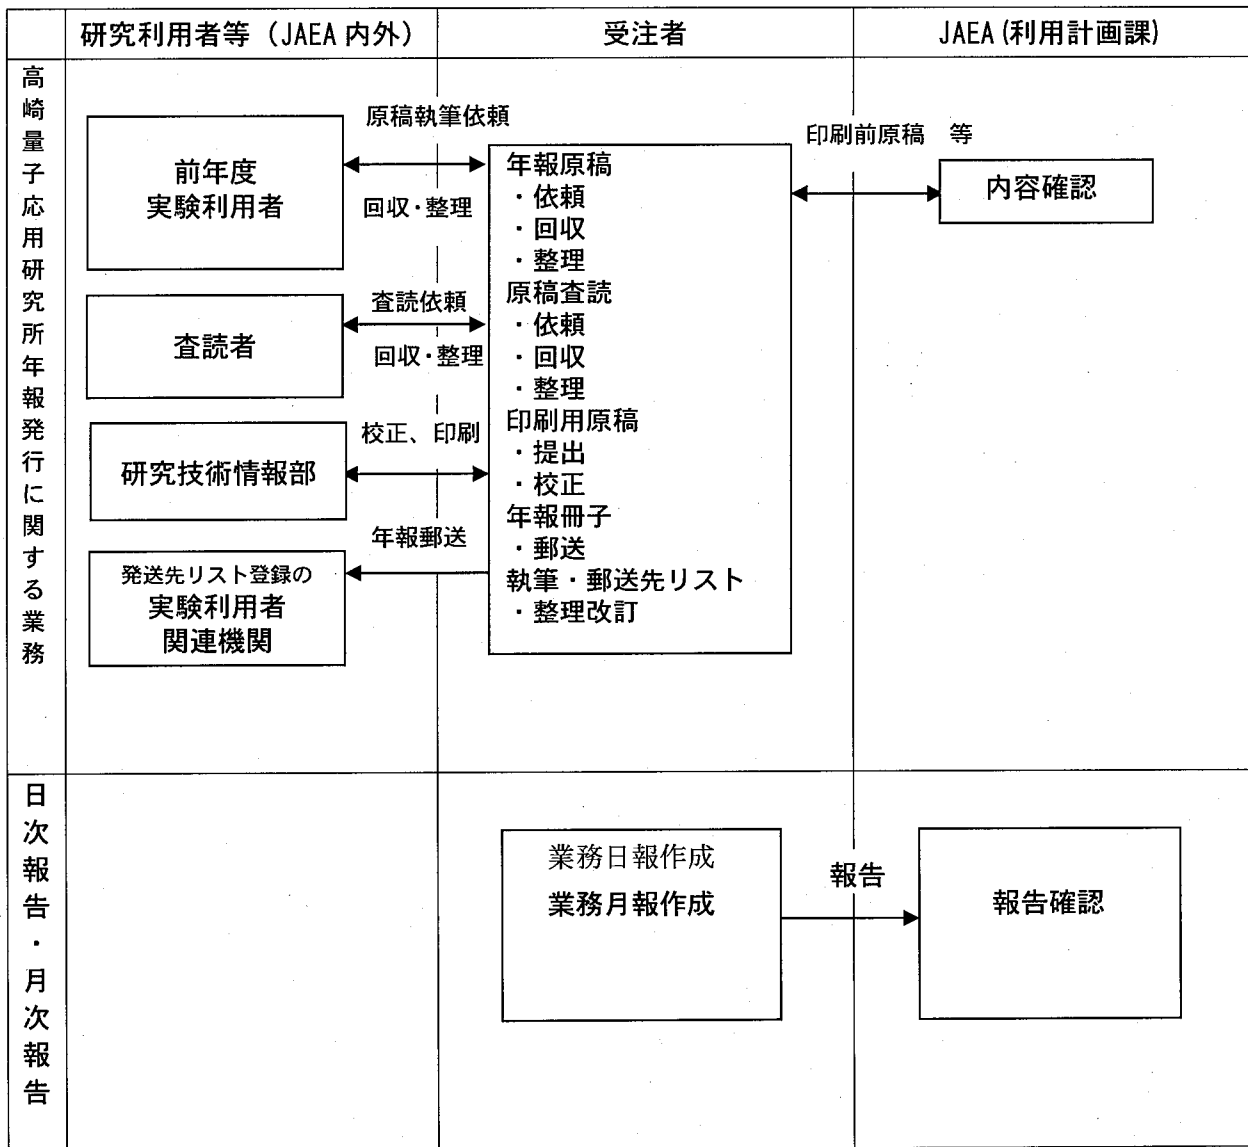 研究利用者等（JAEA 内外）
受注者
JAEA (利用計画課)
高崎量子応用研究所年報発行に関する業務
前年度
実験利用者
原稿執筆依頼
回収・整理
査読者
査読依頼
回収・整理
研究技術情報部
校正、印刷
年報郵送
発送先リスト登録の
実験利用者
関連機関
年報原稿
・依頼
・回収
・整理
原稿査読
・依頼
・回収
・整理
印刷用原稿
・提出
・校正
年報冊子
・郵送
執筆・郵送先リスト
・整理改訂
印刷前原稿　等
内容確認
日次報告・月次報告
業務日報作成
業務月報作成
報告
報告確認